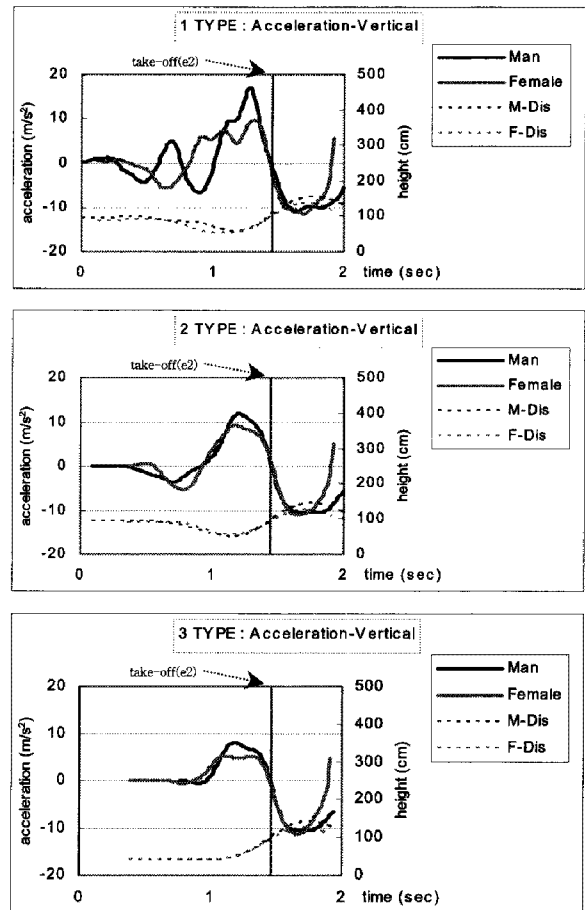 1 TYPE : Acceleration-Vertical
take-off(e2)
Man
Female
M-Dis
F-Dis
acceleration (m/s²)
20
10
0
-10
-20
height (cm)
500
400
300
200
100
0
0
1
2
time (sec)
2 TYPE : Acceleration-Vertical
take-off(e2)
Man
Female
M-Dis
F-Dis
acceleration (m/s²)
20
10
0
-10
-20
height (cm)
500
400
300
200
100
0
0
1
2
time (sec)
3 TYPE : Acceleration-Vertical
take-off(e2)
Man
Female
M-Dis
F-Dis
acceleration (m/s²)
20
10
0
-10
-20
height (cm)
500
400
300
200
100
0
0
1
2
time (sec)